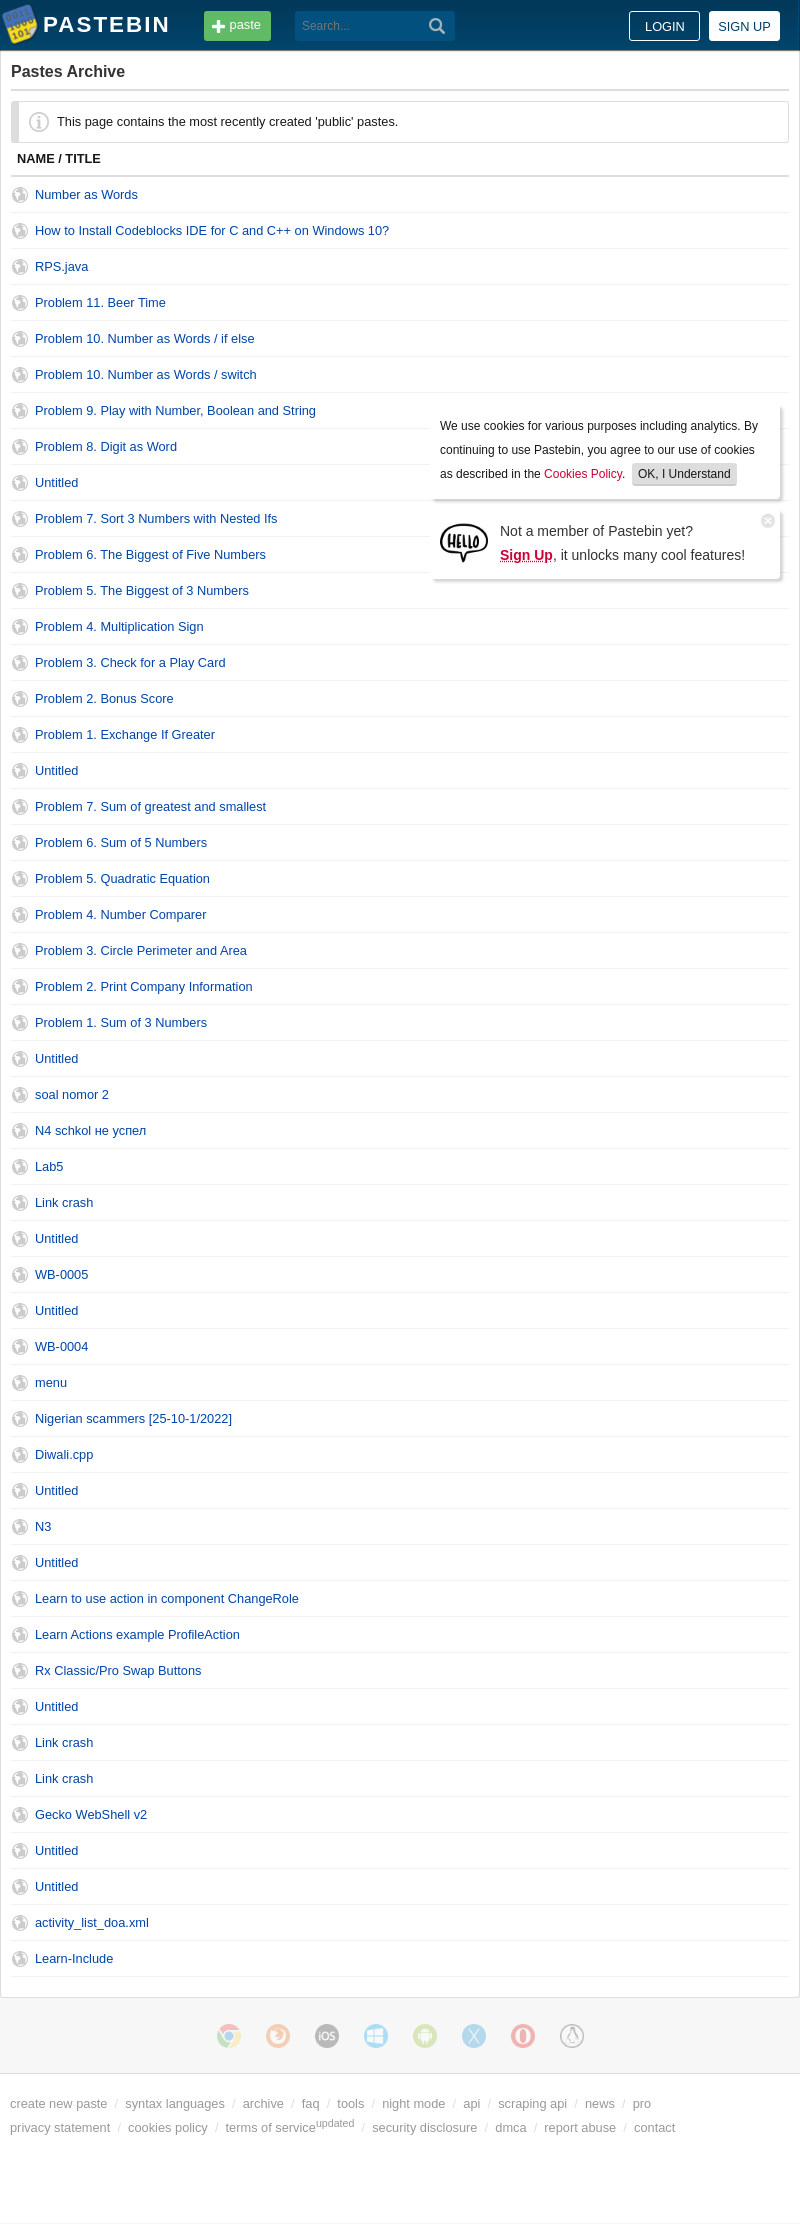 PASTEBIN paste Search... LOGIN SIGN UP
Pastes Archive
This page contains the most recently created 'public' pastes.
NAME / TITLE
Number as Words
How to Install Codeblocks IDE for C and C++ on Windows 10?
RPS.java
Problem 11. Beer Time
Problem 10. Number as Words / if else
Problem 10. Number as Words / switch
Problem 9. Play with Number, Boolean and String
Problem 8. Digit as Word
Untitled
Problem 7. Sort 3 Numbers with Nested Ifs
Problem 6. The Biggest of Five Numbers
Problem 5. The Biggest of 3 Numbers
We use cookies for various purposes including analytics. By
continuing to use Pastebin, you agree to our use of cookies
as described in the Cookies Policy. OK, I Understand
HELLO
Not a member of Pastebin yet?
Sign Up, it unlocks many cool features!
Problem 4. Multiplication Sign
Problem 3. Check for a Play Card
Problem 2. Bonus Score
Problem 1. Exchange If Greater
Untitled
Problem 7. Sum of greatest and smallest
Problem 6. Sum of 5 Numbers
Problem 5. Quadratic Equation
Problem 4. Number Comparer
Problem 3. Circle Perimeter and Area
Problem 2. Print Company Information
Problem 1. Sum of 3 Numbers
Untitled
soal nomor 2
N4 schkol не успел
Lab5
Link crash
Untitled
WB-0005
Untitled
WB-0004
menu
Nigerian scammers [25-10-1/2022]
Diwali.cpp
Untitled
N3
Untitled
Learn to use action in component ChangeRole
Learn Actions example ProfileAction
Rx Classic/Pro Swap Buttons
Untitled
Link crash
Link crash
Gecko WebShell v2
Untitled
Untitled
activity_list_doa.xml
Learn-Include
iOS
create new paste / syntax languages / archive / faq / tools / night mode / api / scraping api / news / pro
privacy statement / cookies policy / terms of service updated / security disclosure / dmca / report abuse / contact